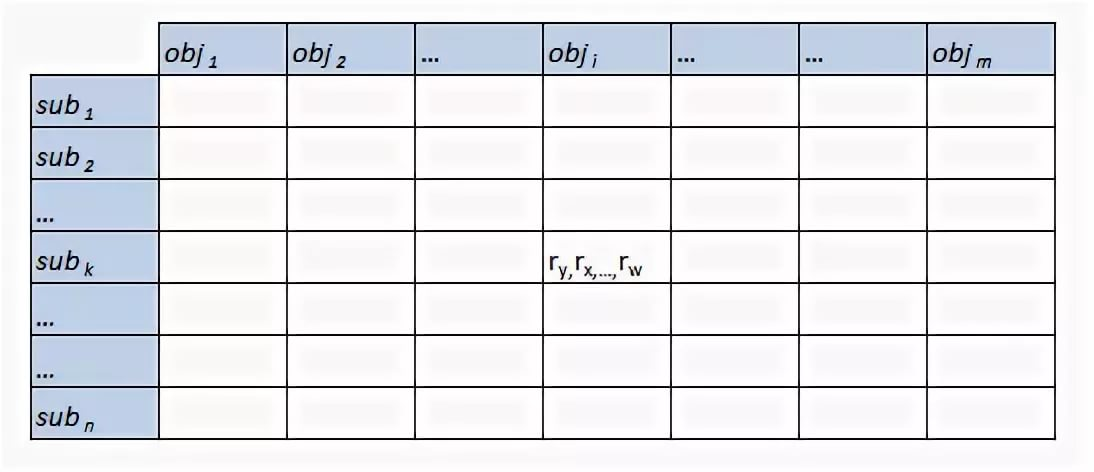 obj 1 obj 2 ... obj i ... ... obj m
sub 1
sub 2
...
sub k ry,rx,...,rw
...
...
sub n